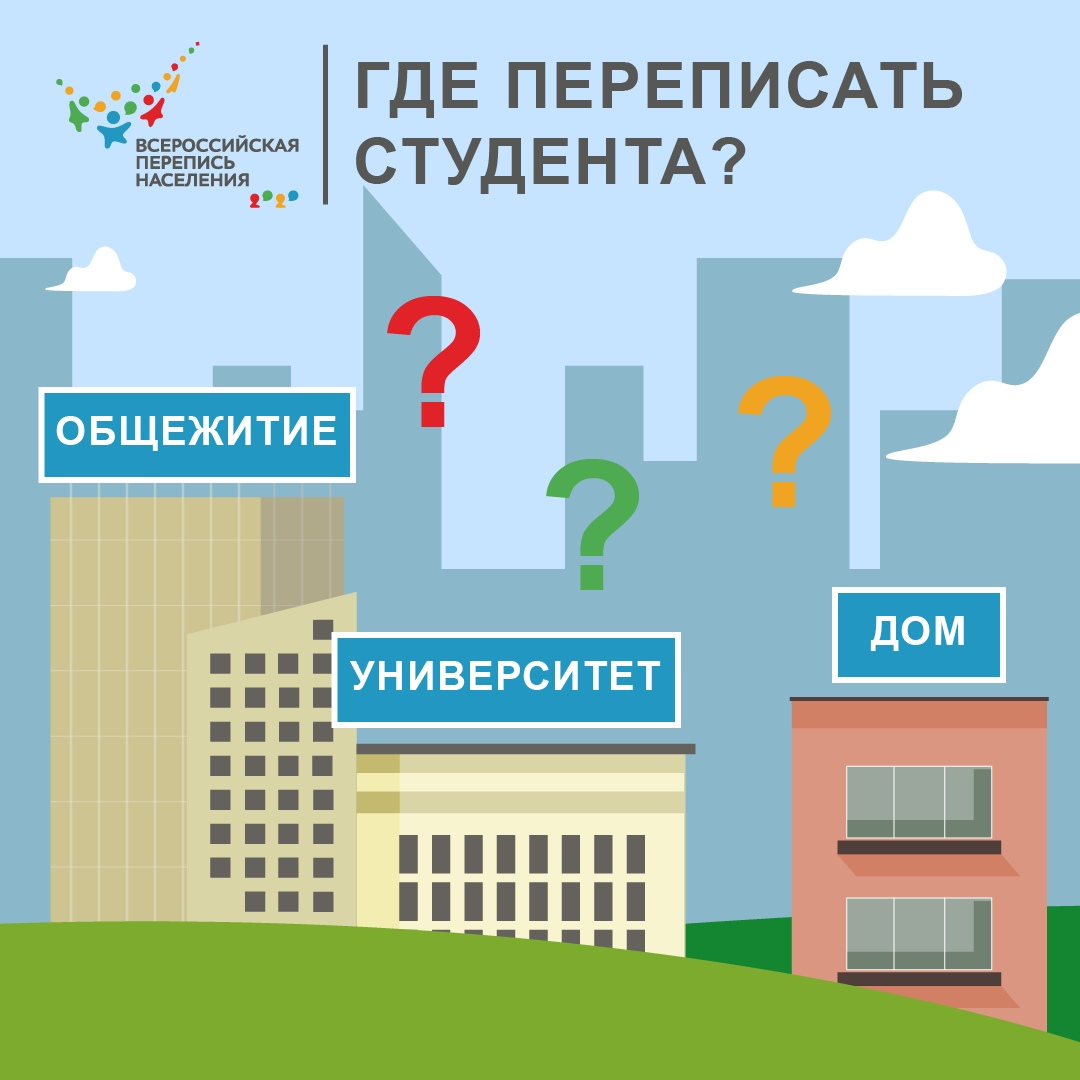 ВСЕРОССИЙСКАЯ
ПЕРЕПИСЬ
НАСЕЛЕНИЯ
2020
ГДЕ ПЕРЕПИСАТЬ
СТУДЕНТА?
?
?
?
ОБЩЕЖИТИЕ
УНИВЕРСИТЕТ
ДОМ